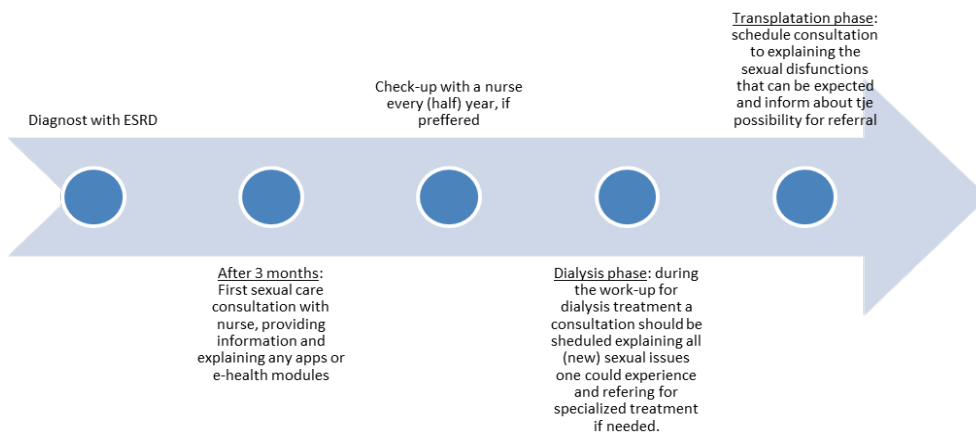 Diagnost with ESRD
After 3 months:
First sexual care
consultation with
nurse, providing
information and
explaining any apps or
e-health modules
Check-up with a nurse
every (half) year, if
preffered
Dialysis phase: during
the work-up for
dialysis treatment a
consultation should be
sheduled explaining all
(new) sexual issues
one could experience
and refering for
specialized treatment
if needed.
Transplatation phase:
schedule consultation
to explaining the
sexual disfunctions
that can be expected
and inform about tje
possibility for referral